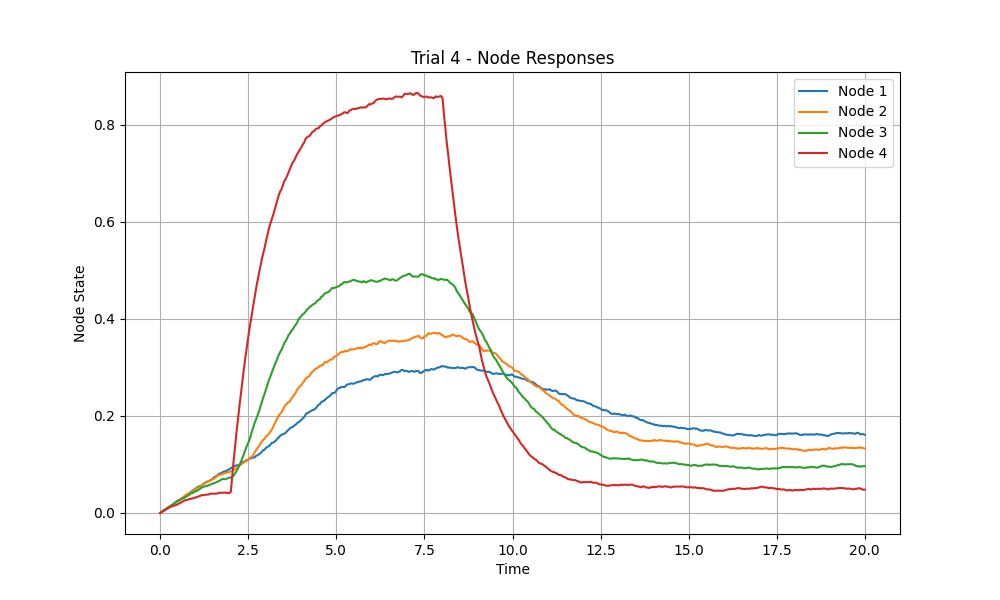 Trial 4 - Node Responses
Node 1
Node 2
Node 3
Node 4
Node State
0.8
0.6
0.4
0.2
0.0
0.0 2.5 5.0 7.5 10.0 12.5 15.0 17.5 20.0
Time